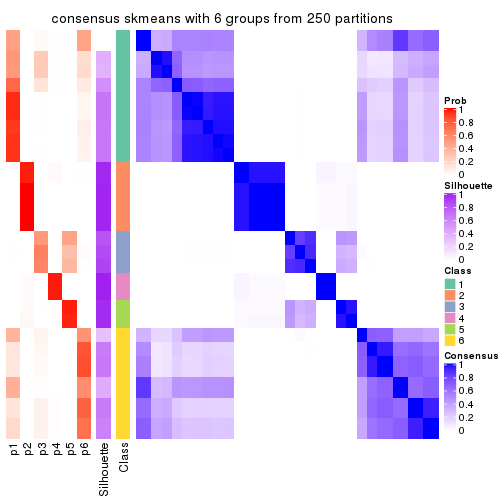 consensus skmeans with 6 groups from 250 partitions
Prob
1
0.8
0.6
0.4
0.2
0
Silhouette
1
0.8
0.6
0.4
0.2
0
Class
1
2
3
4
5
6
Consensus
1
0.8
0.6
0.4
0.2
0
p1
p2
p3
p4
p5
p6
Silhouette
Class